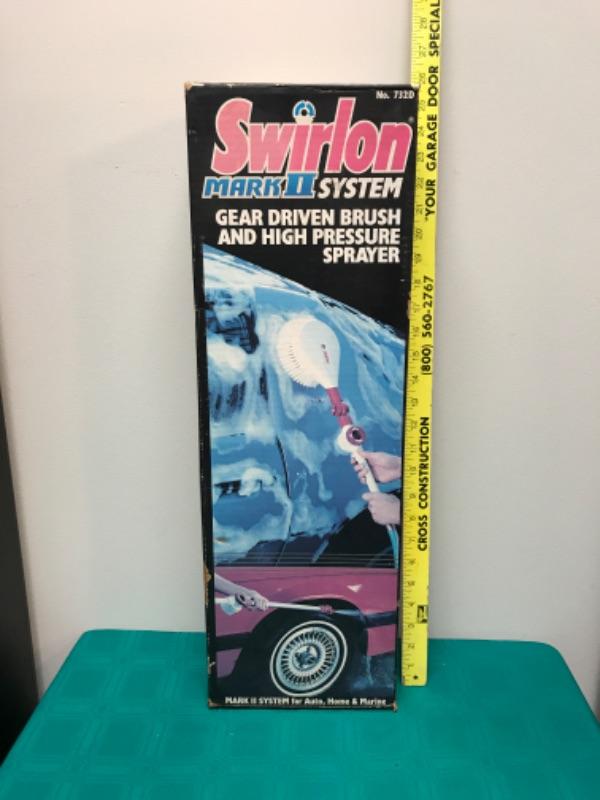 No. 732D
Swirlon®
MARK II SYSTEM
GEAR DRIVEN BRUSH
AND HIGH PRESSURE
SPRAYER
MARK II SYSTEM for Auto, Home & Marine
CROSS CONSTRUCTION (800) 560-2767 "YOUR GARAGE DOOR SPECIAL